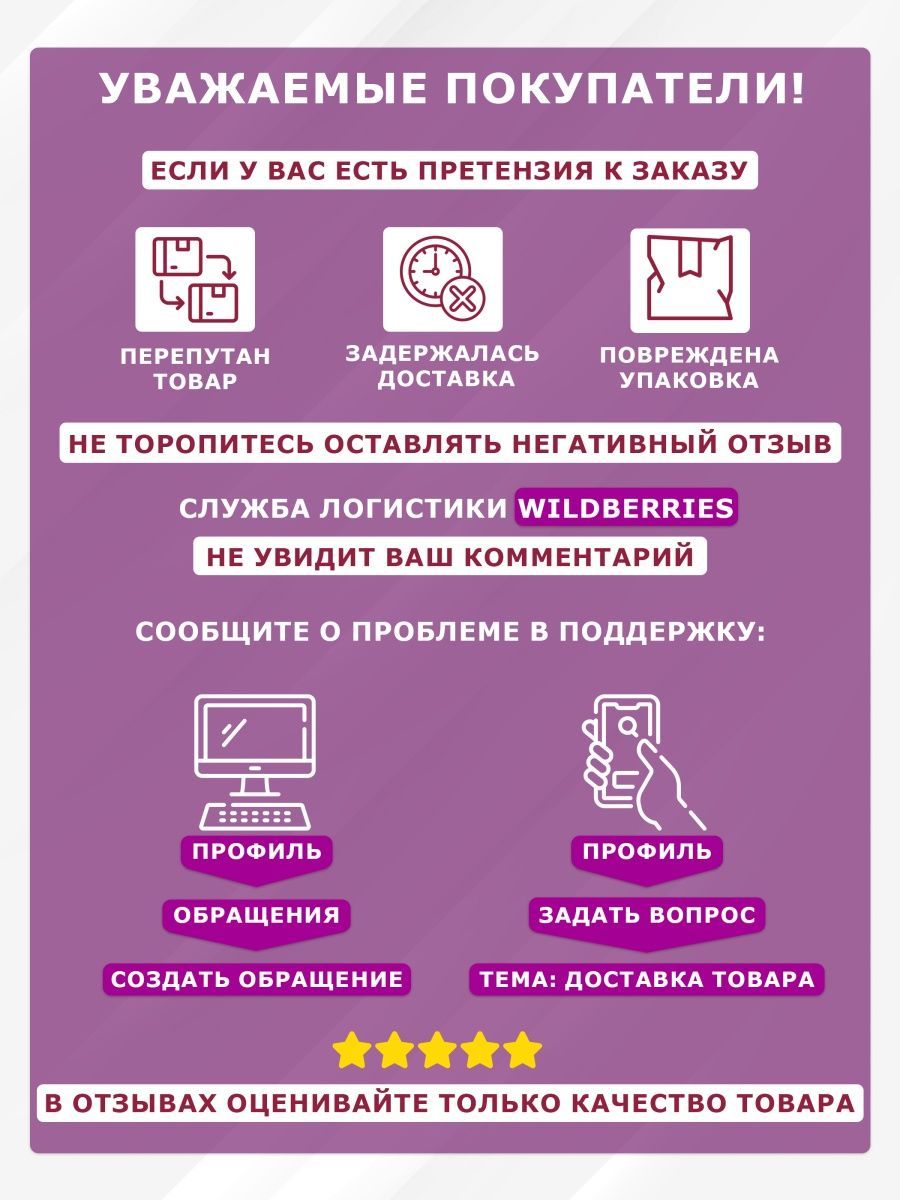 УВАЖАЕМЫЕ ПОКУПАТЕЛИ!
ЕСЛИ У ВАС ЕСТЬ ПРЕТЕНЗИЯ К ЗАКАЗУ
ПЕРЕПУТАН
ТОВАР
ЗАДЕРЖАЛАСЬ
ДОСТАВКА
ПОВРЕЖДЕНА
УПАКОВКА
НЕ ТОРОПИТЕСЬ ОСТАВЛЯТЬ НЕГАТИВНЫЙ ОТЗЫВ
СЛУЖБА ЛОГИСТИКИ WILDBERRIES
НЕ УВИДИТ ВАШ КОММЕНТАРИЙ
СООБЩИТЕ О ПРОБЛЕМЕ В ПОДДЕРЖКУ:
ПРОФИЛЬ
ОБРАЩЕНИЯ
СОЗДАТЬ ОБРАЩЕНИЕ
ПРОФИЛЬ
ЗАДАТЬ ВОПРОС
ТЕМА: ДОСТАВКА ТОВАРА
В ОТЗЫВАХ ОЦЕНИВАЙТЕ ТОЛЬКО КАЧЕСТВО ТОВАРА